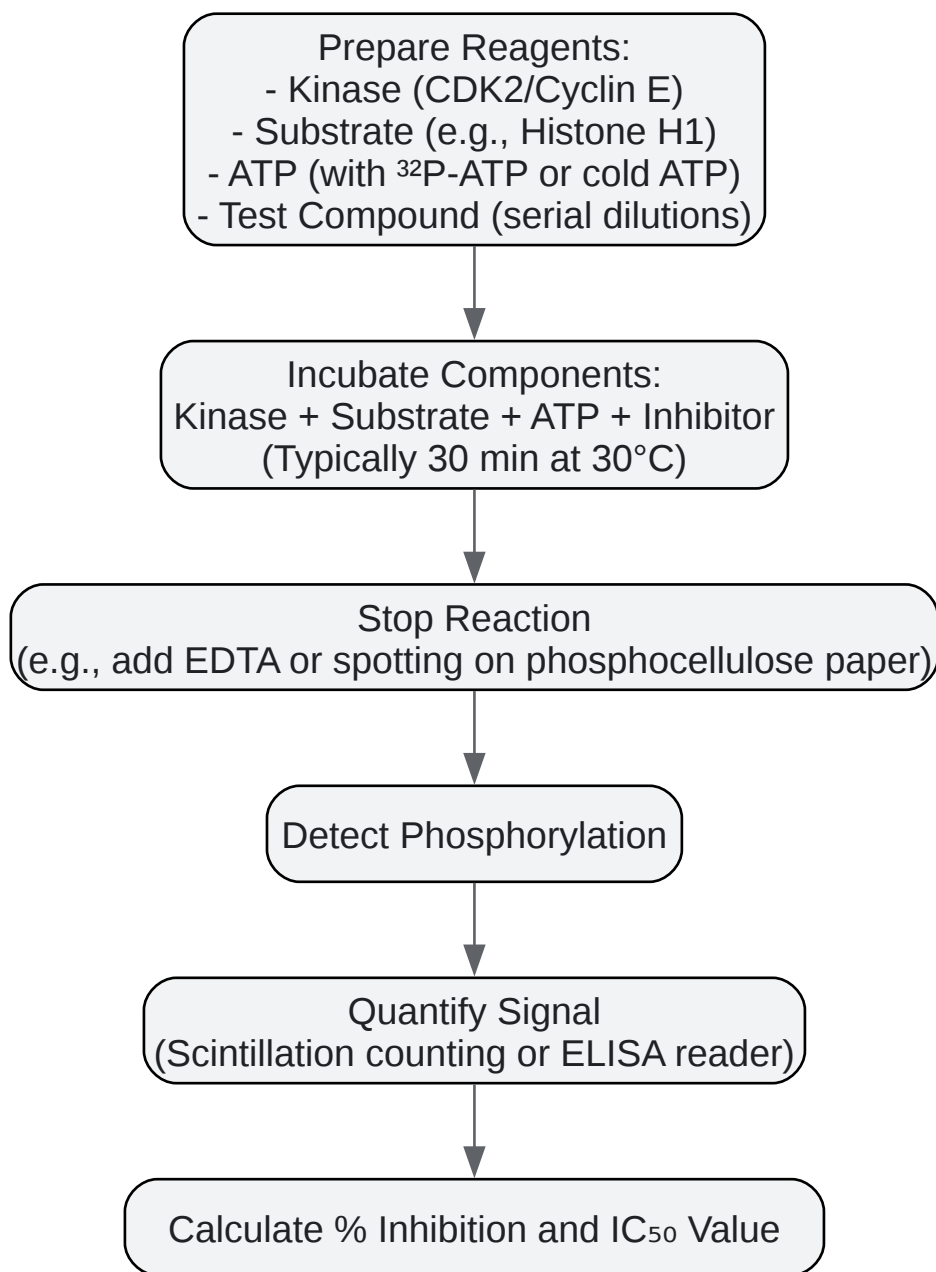 Prepare Reagents:
- Kinase (CDK2/Cyclin E)
- Substrate (e.g., Histone H1)
- ATP (with ³²P-ATP or cold ATP)
- Test Compound (serial dilutions)
Incubate Components:
Kinase + Substrate + ATP + Inhibitor
(Typically 30 min at 30°C)
Stop Reaction
(e.g., add EDTA or spotting on phosphocellulose paper)
Detect Phosphorylation
Quantify Signal
(Scintillation counting or ELISA reader)
Calculate % Inhibition and IC₅₀ Value